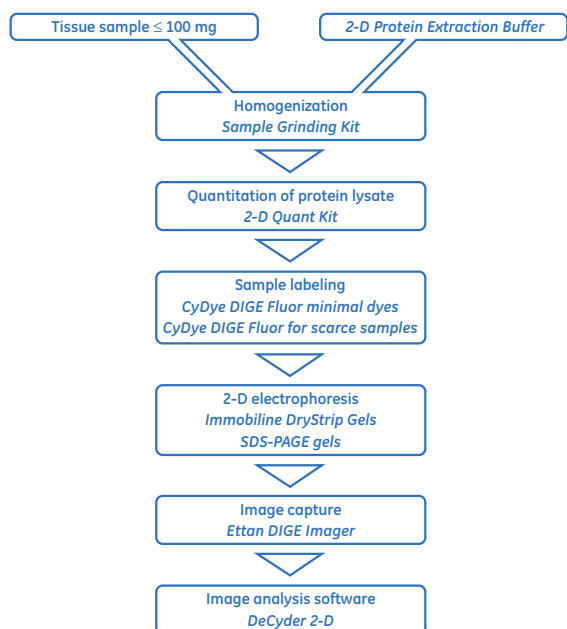 Tissue sample ≤ 100 mg
2-D Protein Extraction Buffer
Homogenization
Sample Grinding Kit
Quantitation of protein lysate
2-D Quant Kit
Sample labeling
CyDye DIGE Fluor minimal dyes
CyDye DIGE Fluor for scarce samples
2-D electrophoresis
Immobiline DryStrip Gels
SDS-PAGE gels
Image capture
Ettan DIGE Imager
Image analysis software
DeCyder 2-D